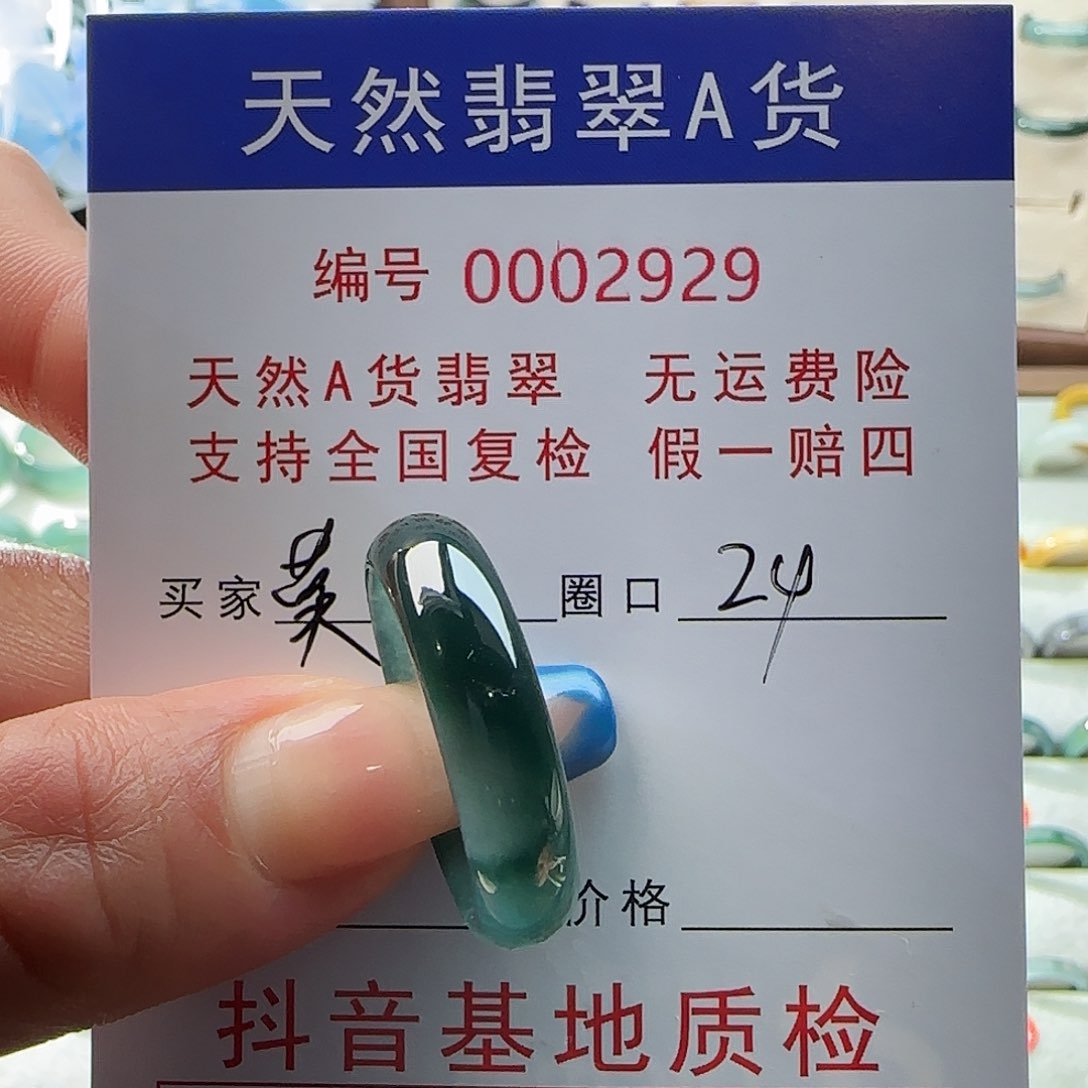 天然翡翠A货
编号 0002929
天然A货翡翠 无运费险
支持全国复检 假一赔四
买家 圈口 24
价格
抖音基地质检